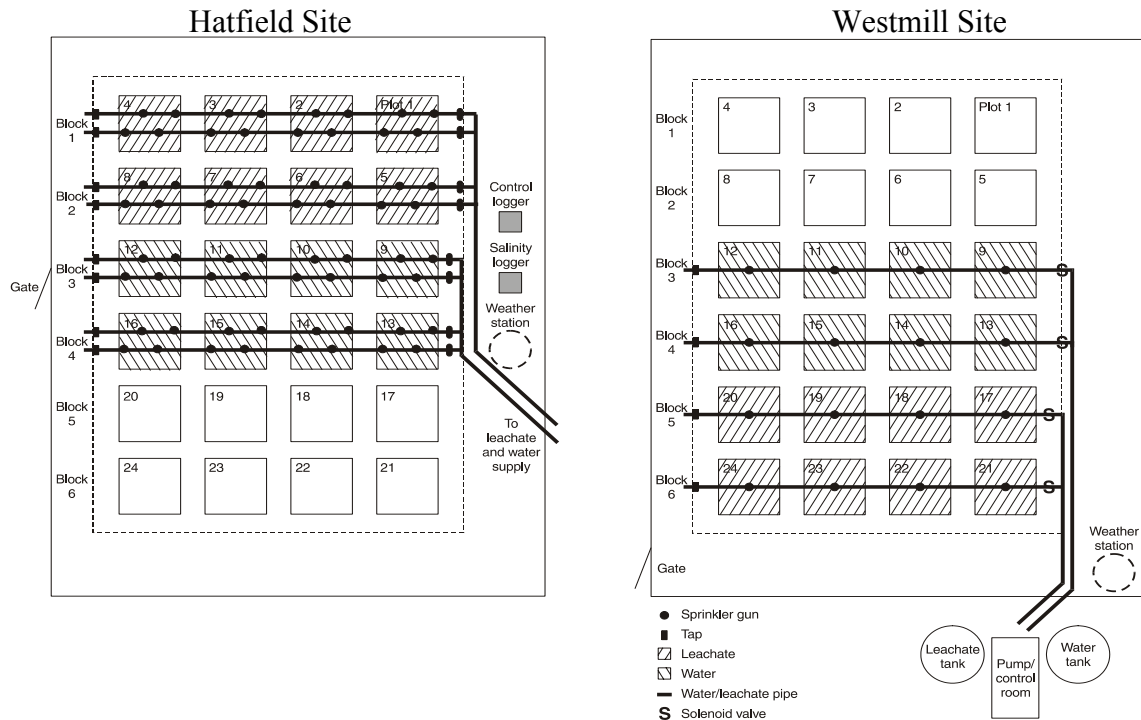 Hatfield Site
4 3 2 Plot 1
Block
1
8 7 6 5
Block
2
Control
logger
12 11 10 9
Block
3
Salinity
logger
Gate
16 15 14 13
Block
4
Weather
station
20 19 18 17
Block
5
To
leachate
and water
supply
24 23 22 21
Block
6
Westmill Site
4 3 2 Plot 1
Block
1
8 7 6 5
Block
2
12 11 10 9
Block
3
S
16 15 14 13
Block
4
S
20 19 18 17
Block
5
S
24 23 22 21
Block
6
S
Weather
station
Gate
Sprinkler gun
Tap
Leachate
Water
Water/leachate pipe
S Solenoid valve
Leachate
tank
Pump/
control
room
Water
tank